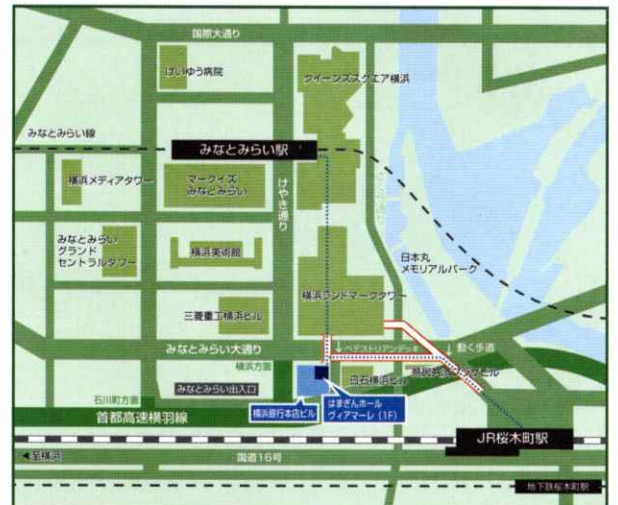 国際大通り
けいゆう病院
クイーンズスクエア横浜
みなとみらい線
みなとみらい駅
横浜メディアタワー
マークイズ
みなとみらい
けやき通り
みなとみらい
グランド
セントラルタワー
横浜美術館
日本丸
メモリアルパーク
横浜ランドマークタワー
三菱重工横浜ビル
みなとみらい大通り
↓ペデストリアンデッキ
↓動く歩道
横浜方面
みなとみらい出入口
日石横浜ビル
石川町方面
首都高速横羽線
横浜銀行本店ビル
はまぎんホール
ヴィアマーレ(1F)
JR桜木町駅
◀至横浜
国道16号
地下鉄桜木町駅